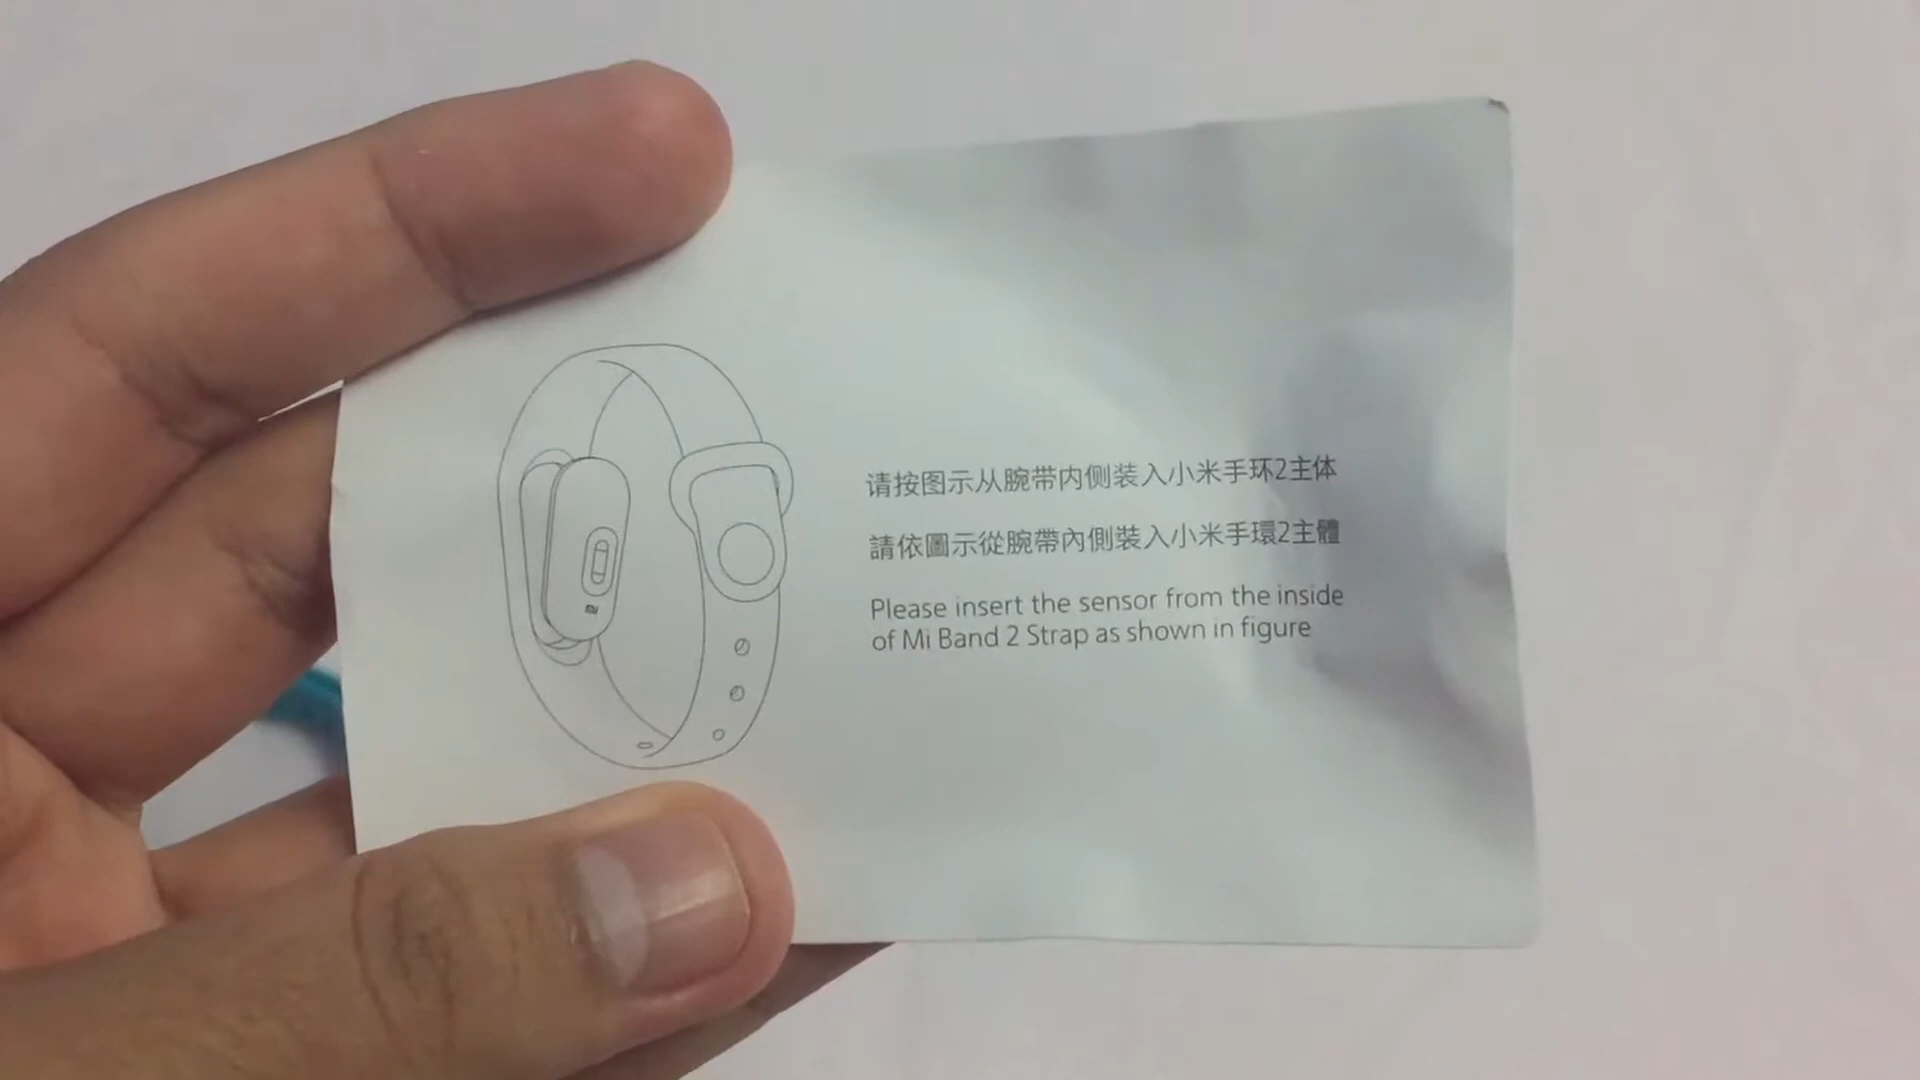 请按图示从腕带内侧装入小米手环2主体
請依圖示從腕帶內側裝入小米手環2主體
Please insert the sensor from the inside
of Mi Band 2 Strap as shown in figure
mi